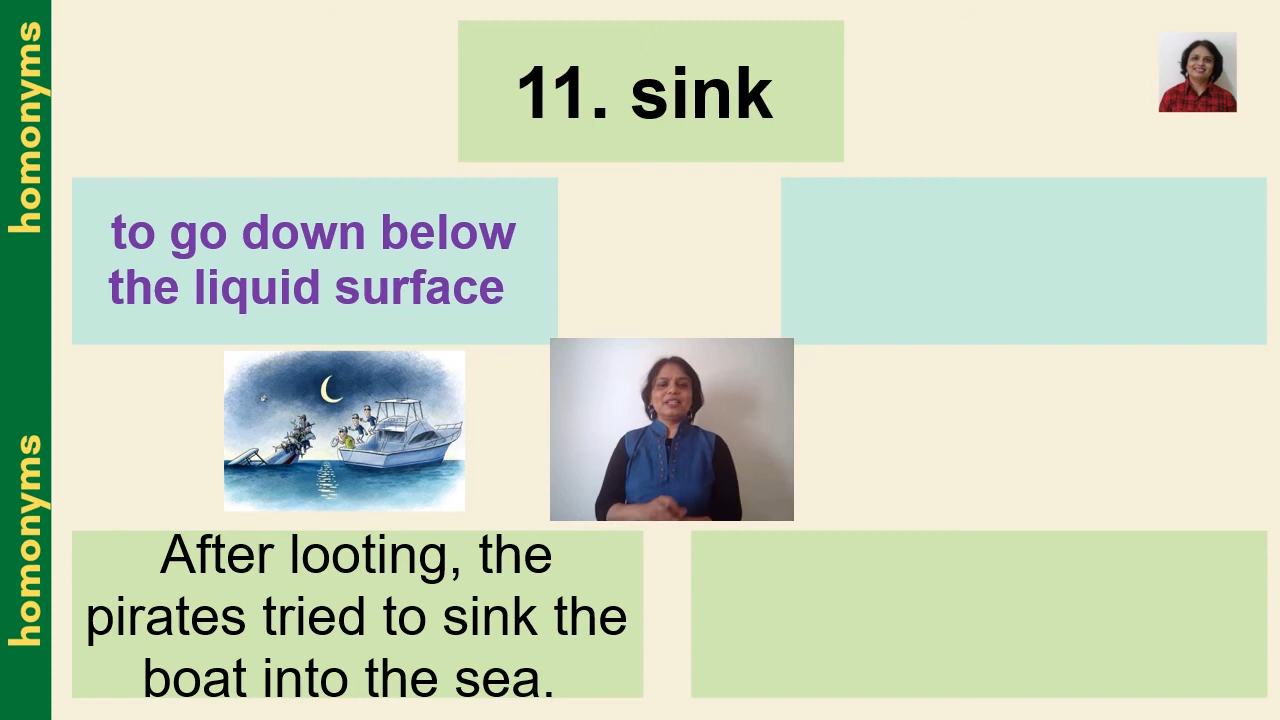 homonyms
homonyms
11. sink
to go down below
the liquid surface
After looting, the
pirates tried to sink the
boat into the sea.